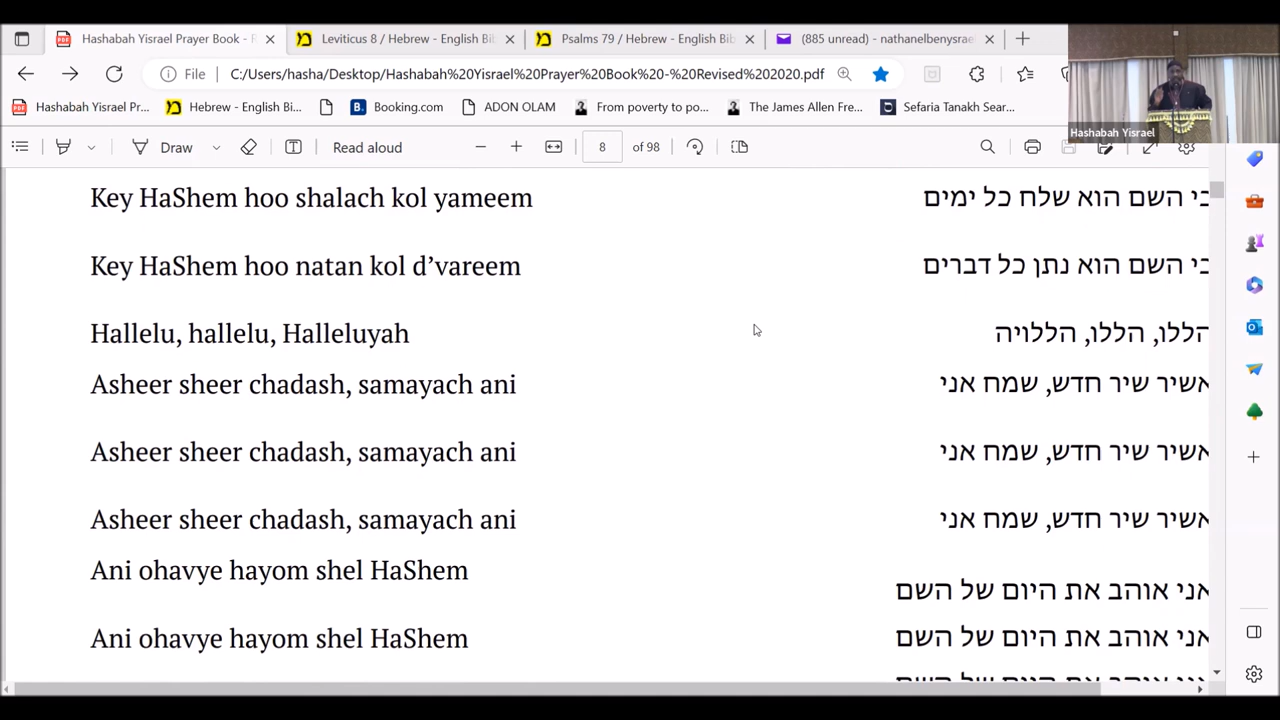 Hashabah Yisrael Prayer Book - R
Leviticus 8 / Hebrew - English Bi
Psalms 79 / Hebrew - English Bib
(885 unread) - nathanelbenysrae
File C:/Users/hasha/Desktop/Hashabah%20Yisrael%20Prayer%20Book%20-%20Revised%202020.pdf
Hashabah Yisrael Pr... Hebrew - English Bi... Booking.com ADON OLAM From poverty to po... The James Allen Fre... Sefaria Tanakh Sear...
Hashabah Yisrael
Draw Read aloud 8 of 98
Key HaShem hoo shalach kol yameem
כי השם הוא שלח כל ימים
Key HaShem hoo natan kol d’vareem
כי השם הוא נתן כל דברים
Hallelu, hallelu, Halleluyah
הללו, הללו, הללויה
Asheer sheer chadash, samayach ani
אשיר שיר חדש, שמח אני
Asheer sheer chadash, samayach ani
אשיר שיר חדש, שמח אני
Asheer sheer chadash, samayach ani
אשיר שיר חדש, שמח אני
Ani ohavye hayom shel HaShem
אני אוהב את היום של השם
Ani ohavye hayom shel HaShem
אני אוהב את היום של השם